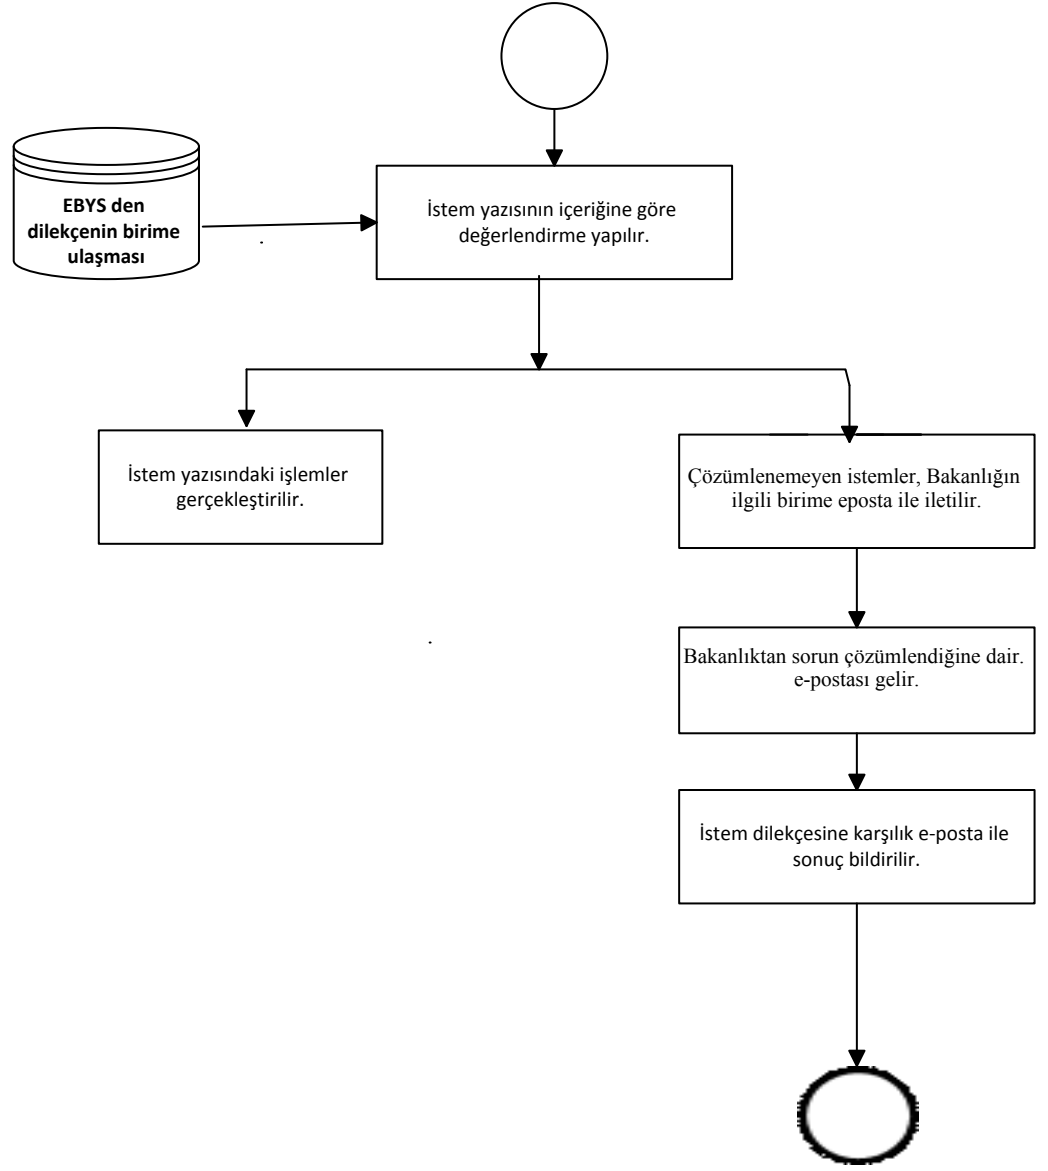 EBYS den
dilekçenin birime
ulaşması
İstem yazısının içeriğine göre
değerlendirme yapılır.
İstem yazısındaki işlemler
gerçekleştirilir.
Çözümlenemeyen istemler, Bakanlığın
ilgili birime eposta ile iletilir.
Bakanlıktan sorun çözümlendiğine dair.
e-postası gelir.
İstem dilekçesine karşılık e-posta ile
sonuç bildirilir.